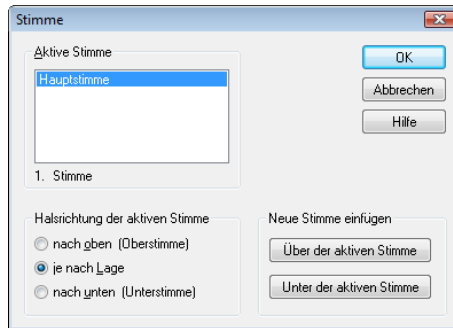 Stimme
Aktive Stimme
Hauptstimme
1. Stimme
OK
Abbrechen
Hilfe
Halsrichtung der aktiven Stimme
nach oben (Oberstimme)
je nach Lage
nach unten (Unterstimme)
Neue Stimme einfügen
Über der aktiven Stimme
Unter der aktiven Stimme